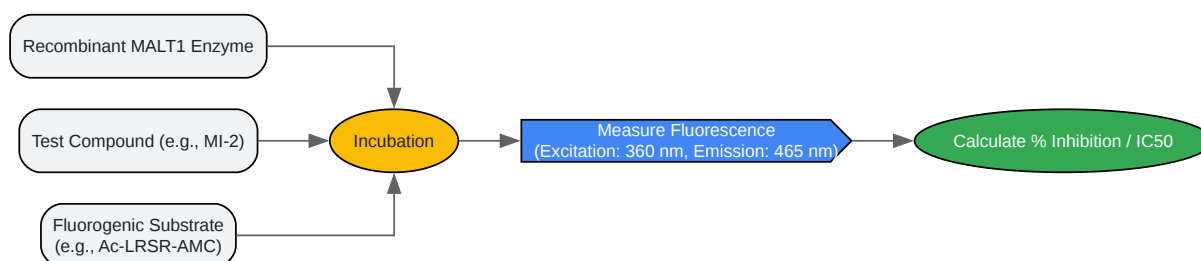 Recombinant MALT1 Enzyme
Test Compound (e.g., MI-2)
Fluorogenic Substrate
(e.g., Ac-LRSR-AMC)
Incubation
Measure Fluorescence
(Excitation: 360 nm, Emission: 465 nm)
Calculate % Inhibition / IC50